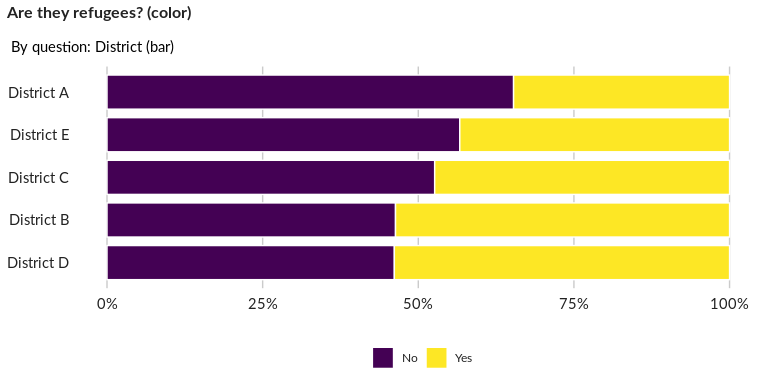 Are they refugees? (color)
By question: District (bar)
District A
District E
District C
District B
District D
0% 25% 50% 75% 100%
No Yes